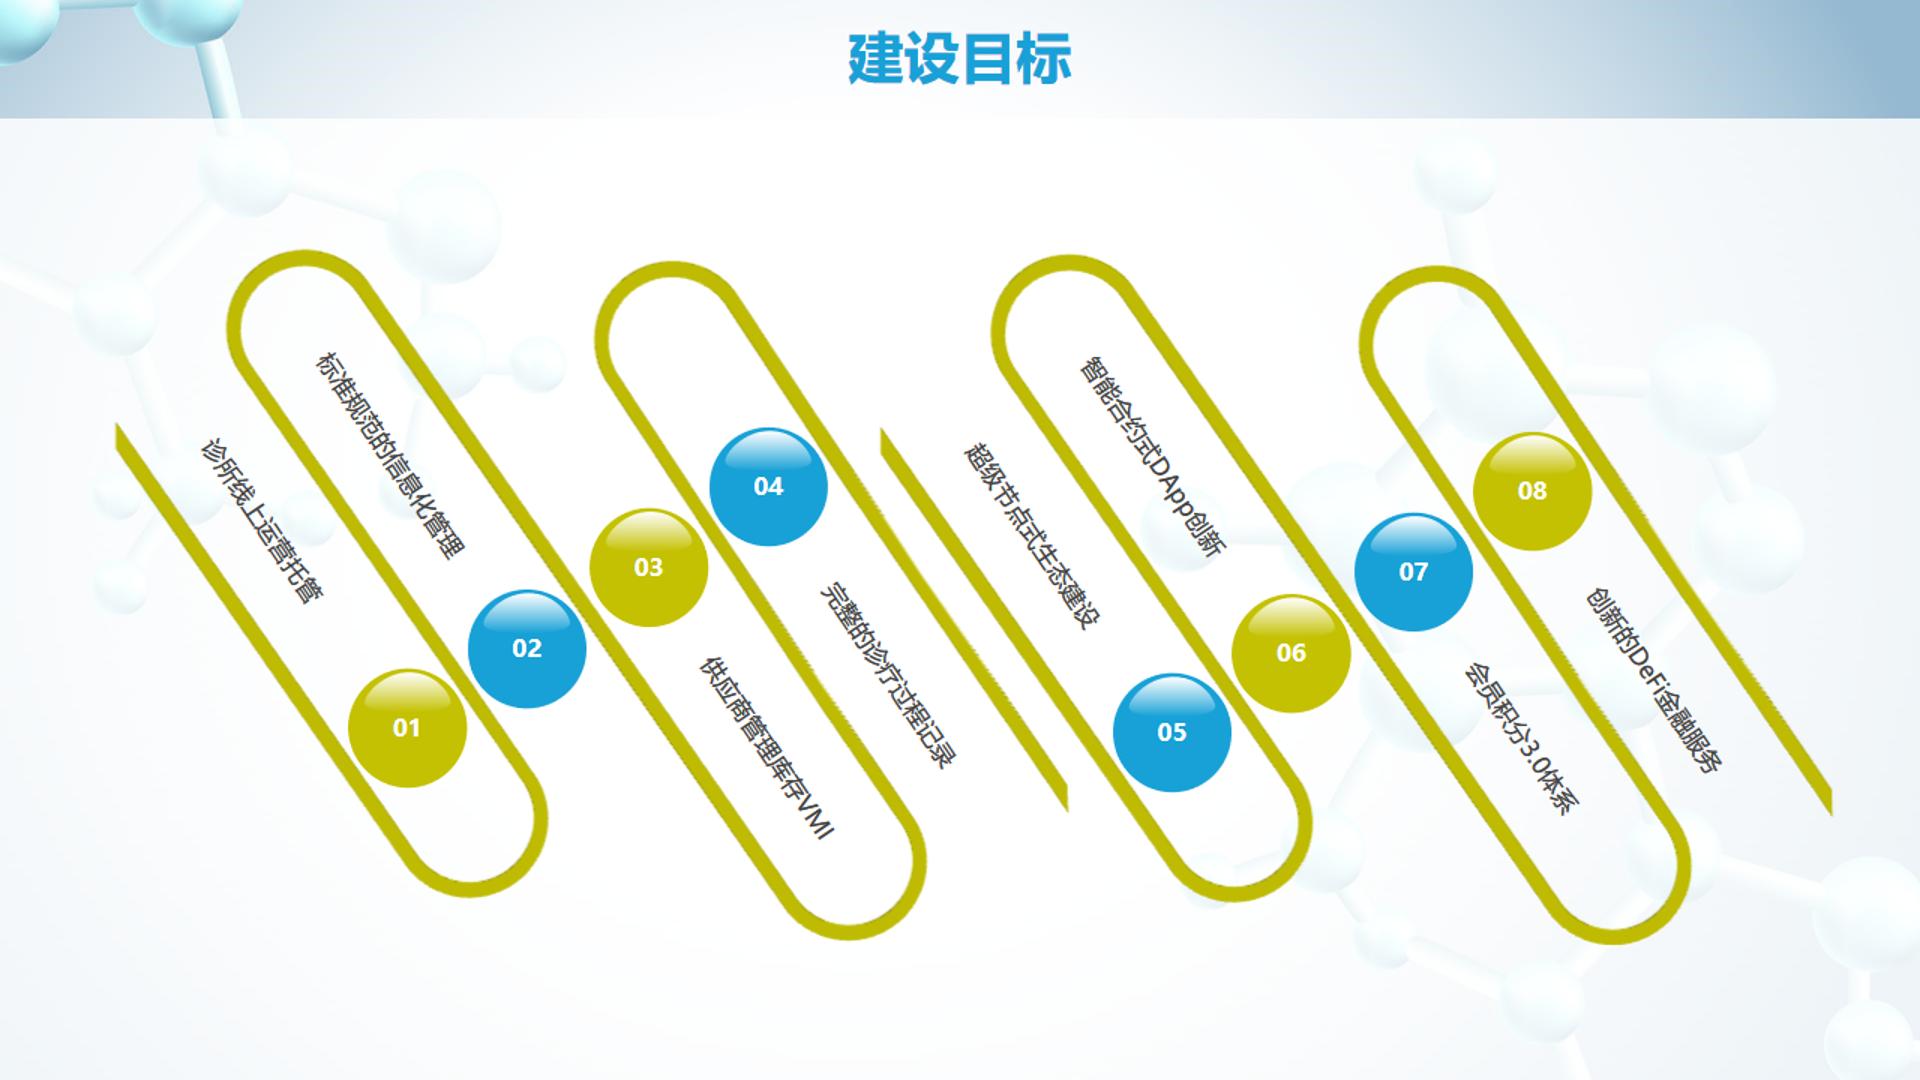 建设目标
诊所线上运营托管
01
标准规范的信息化管理
02
03
供应商管理库存VMI
04
完整的诊疗过程记录
超级节点式生态建设
05
智能合约式DApp创新
06
07
会员积分3.0体系
08
创新的DeFi金融服务